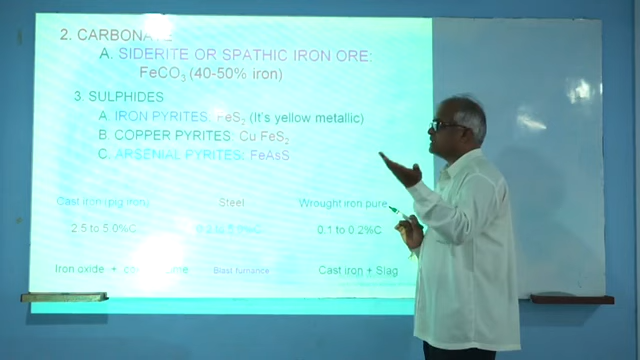 2. CARBONATE
A. SIDERITE OR SPATHIC IRON ORE:
FeCO3 (40-50% iron)
3. SULPHIDES
A. IRON PYRITES: FeS2 (It's yellow metallic)
B. COPPER PYRITES: Cu FeS2
C. ARSENIAL PYRITES: FeAsS
Cast iron (pig iron) Steel Wrought iron pure
2.5 to 5.0%C 0.1 to 0.2%C
Iron oxide + Blast furnance Cast iron + Slag